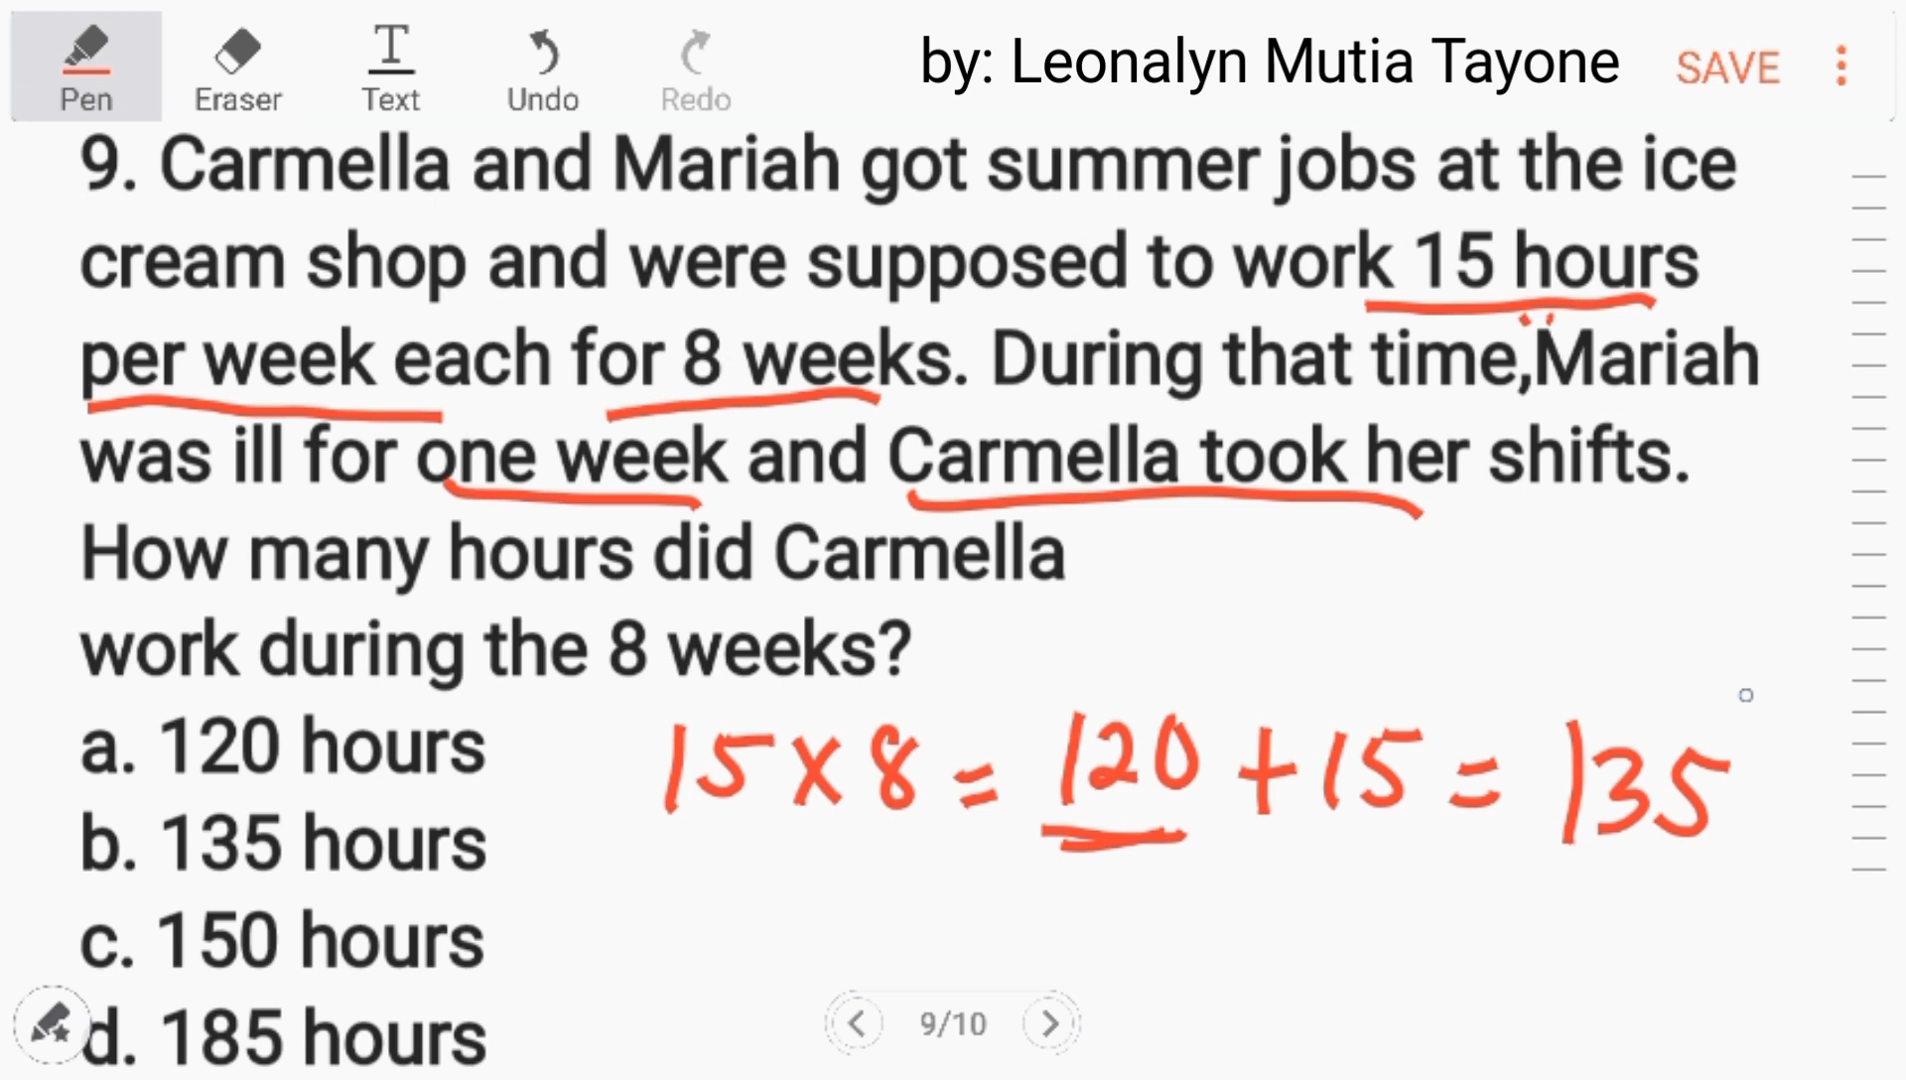 Pen Eraser Text Undo Redo by: Leonalyn Mutia Tayone SAVE
9. Carmella and Mariah got summer jobs at the ice
cream shop and were supposed to work 15 hours
per week each for 8 weeks. During that time,Mariah
was ill for one week and Carmella took her shifts.
How many hours did Carmella
work during the 8 weeks?
a. 120 hours
15 x 8 = 120 + 15 = 135
b. 135 hours
c. 150 hours
d. 185 hours
9/10